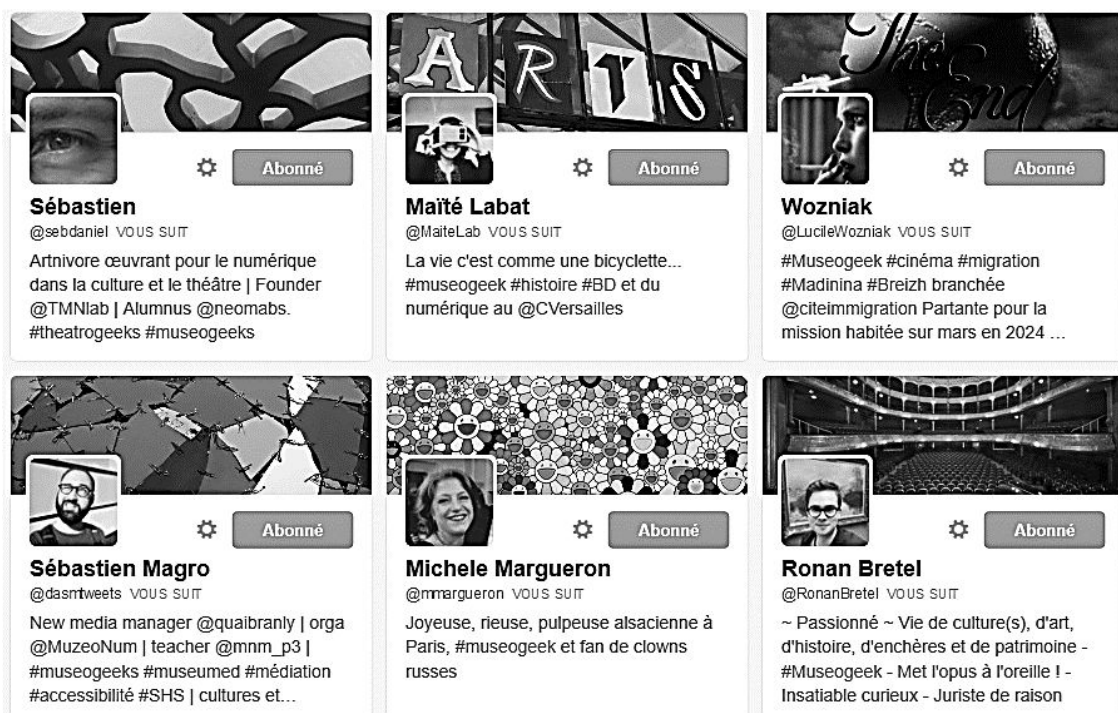 ARTS
The
End
Abonné
Abonné
Abonné
Sébastien
@sebdaniel VOUS SUIT
Artnivore œuvrant pour le numérique
dans la culture et le théâtre | Founder
@TMNlab | Alumnus @neomabs.
#theatrogeeks #museogeeks
Maïté Labat
@MaiteLab VOUS SUIT
La vie c'est comme une bicyclette...
#museogeek #histoire #BD et du
numérique au @CVersailles
Wozniak
@LucileWozniak VOUS SUIT
#Museogeek #cinéma #migration
#Madinina #Breizh branchée
@citeimmigration Partante pour la
mission habitée sur mars en 2024 ...
Abonné
Abonné
Abonné
Sébastien Magro
@dasmtweets VOUS SUIT
New media manager @quaibranly | orga
@MuzeoNum | teacher @mnm_p3 |
#museogeeks #museumed #médiation
#accessibilité #SHS | cultures et...
Michele Margueron
@mmargueron VOUS SUIT
Joyeuse, rieuse, pulpeuse alsacienne à
Paris, #museogeek et fan de clowns
russes
Ronan Bretel
@RonanBretel VOUS SUIT
~ Passionné ~ Vie de culture(s), d'art,
d'histoire, d'enchères et de patrimoine -
#Museogeek - Met l'opus à l'oreille ! -
Insatiable curieux - Juriste de raison